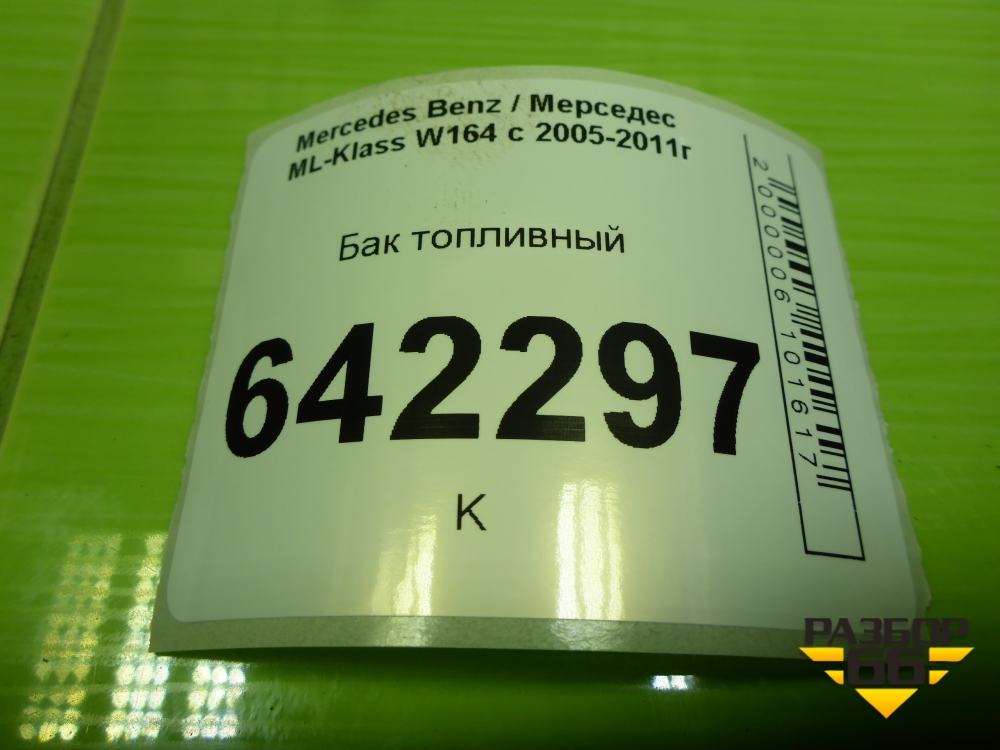 Mercedes Benz / Мерседес
ML-Klass W164 с 2005-2011г
Бак топливный
642297
К
2000006101617
РАЗБОР
66